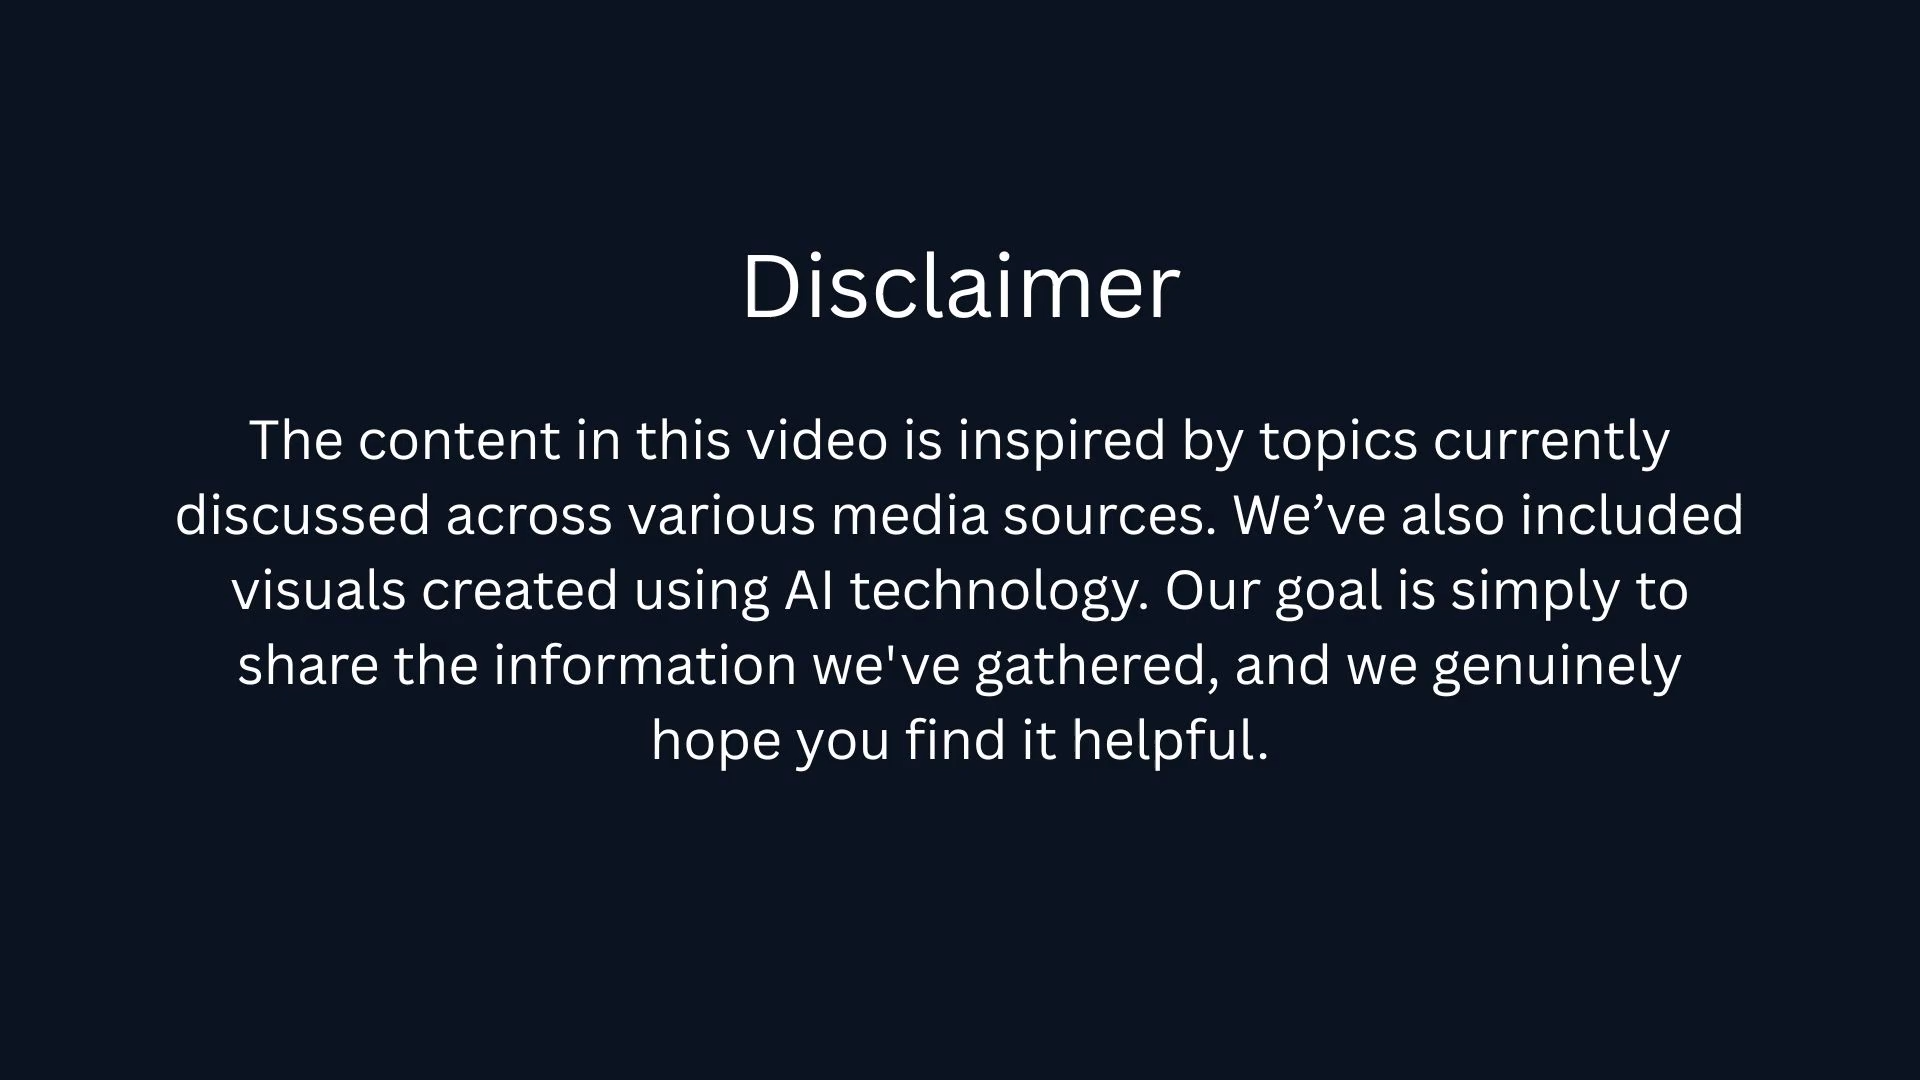 Disclaimer
The content in this video is inspired by topics currently
discussed across various media sources. We’ve also included
visuals created using AI technology. Our goal is simply to
share the information we've gathered, and we genuinely
hope you find it helpful.